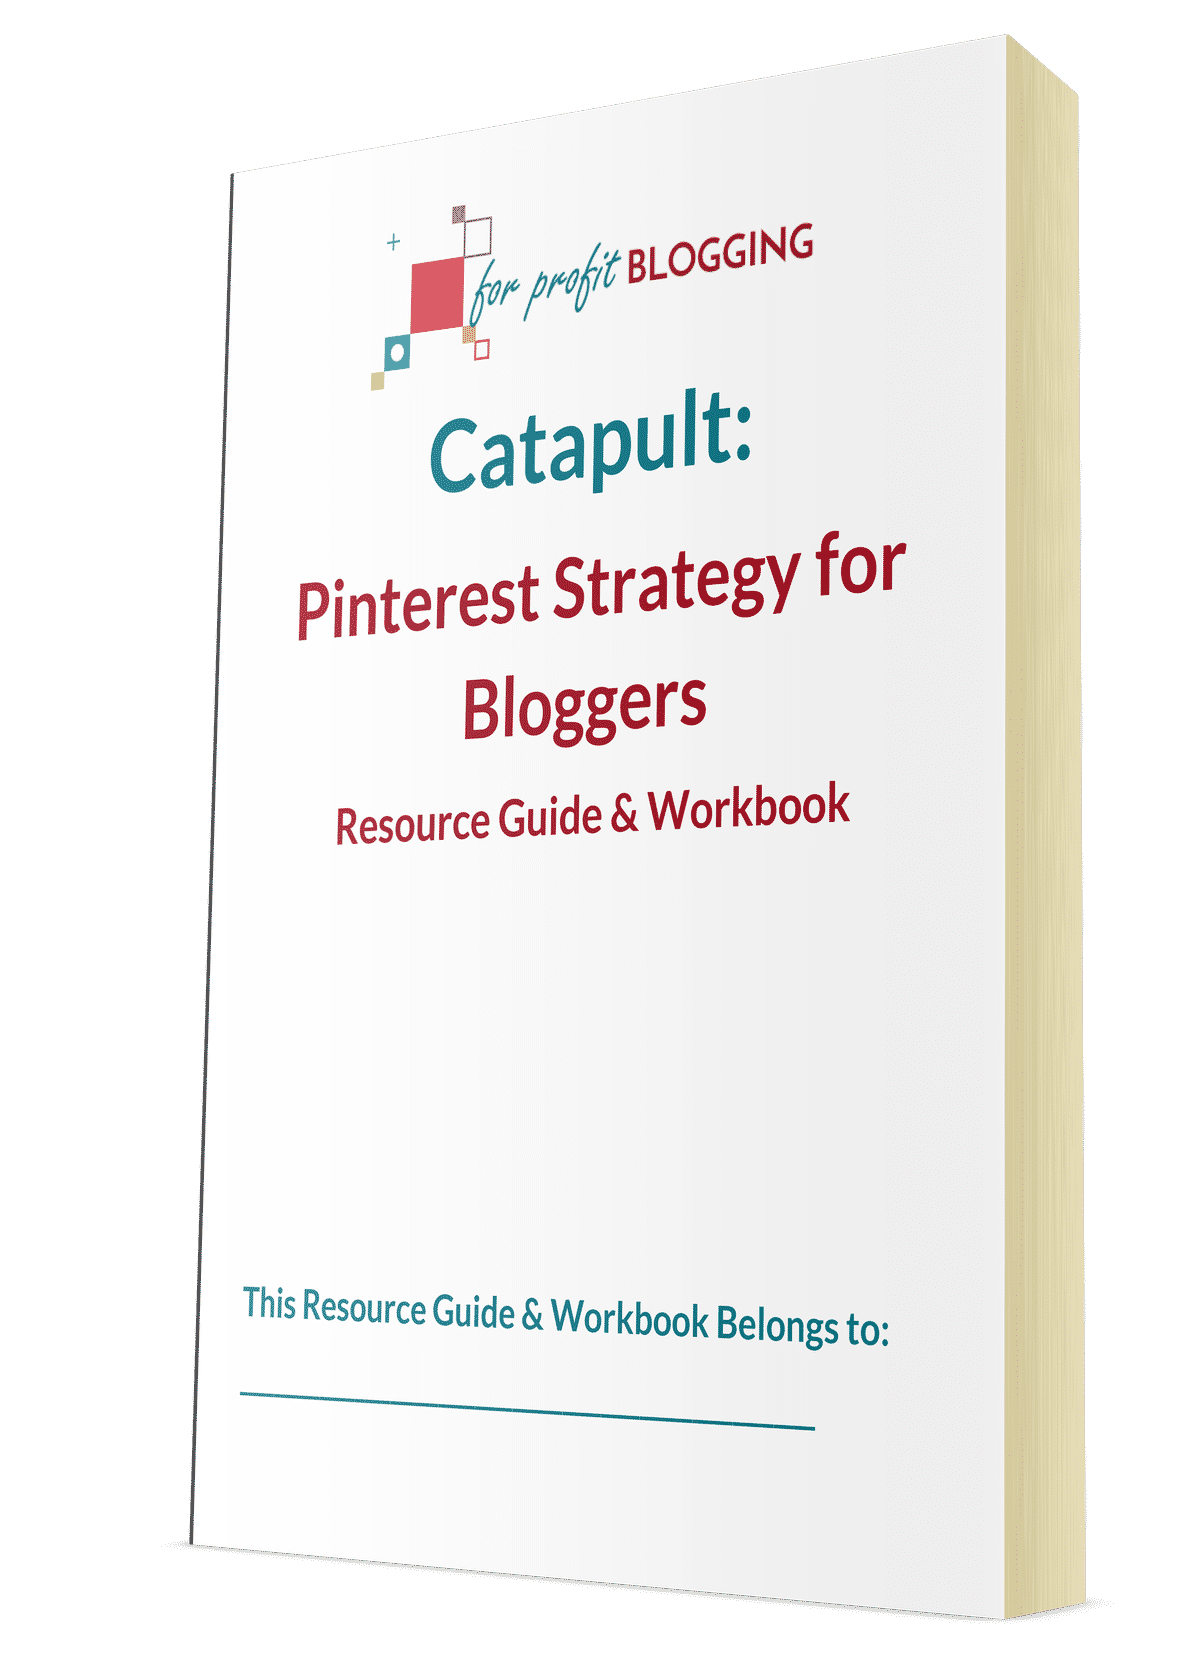 for profit BLOGGING
Catapult:
Pinterest Strategy for
Bloggers
Resource Guide & Workbook
This Resource Guide & Workbook Belongs to: